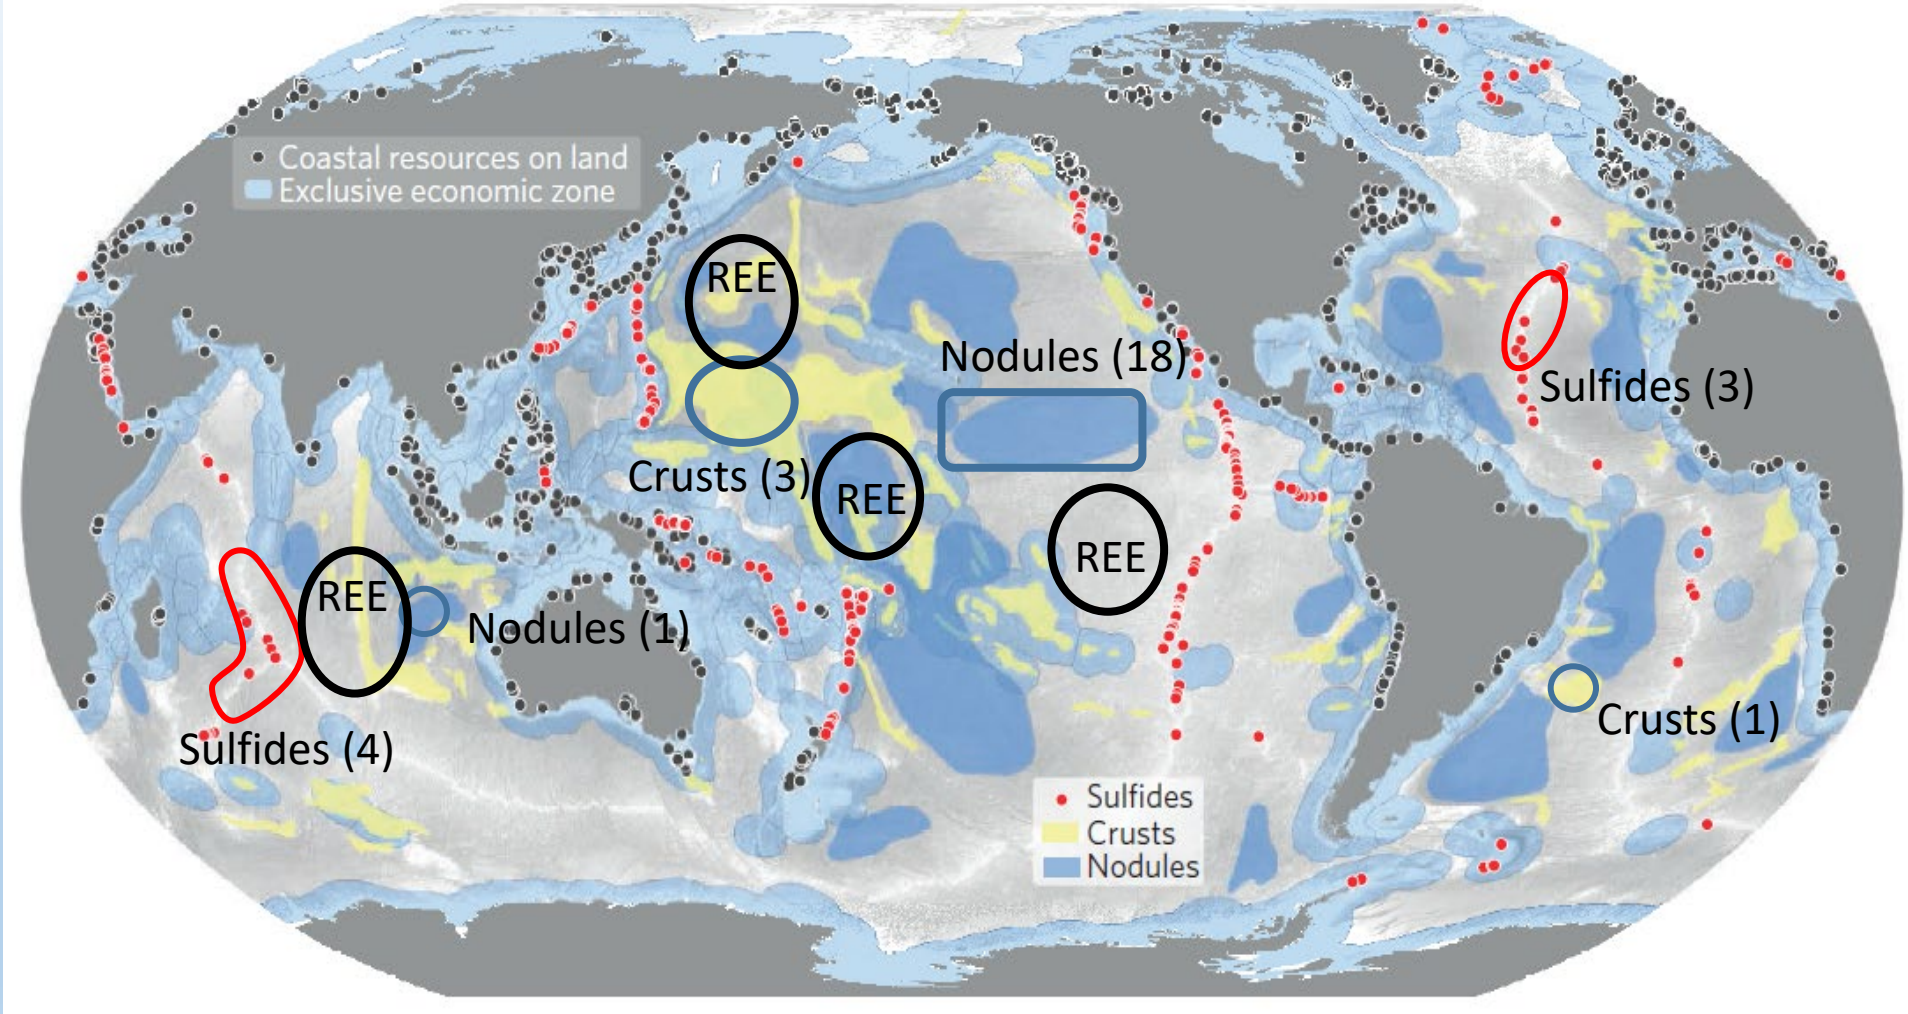 Coastal resources on land
Exclusive economic zone
REE
Nodules (18)
Sulfides (3)
Crusts (3)
REE
REE
REE
Nodules (1)
Crusts (1)
Sulfides (4)
Sulfides
Crusts
Nodules